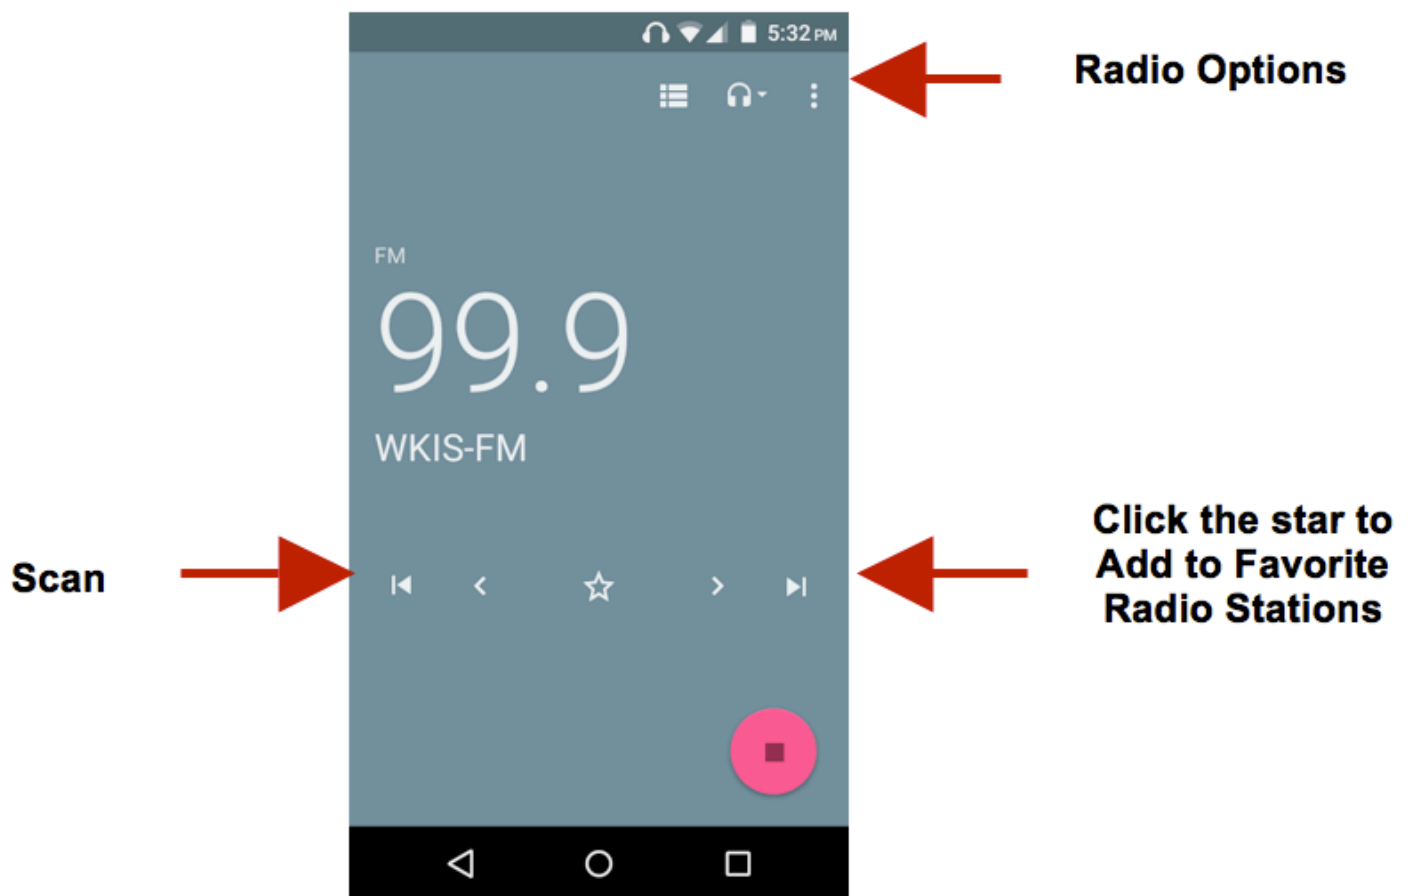 5:32 PM
Radio Options
FM
99.9
WKIS-FM
Scan
Click the star to
Add to Favorite
Radio Stations